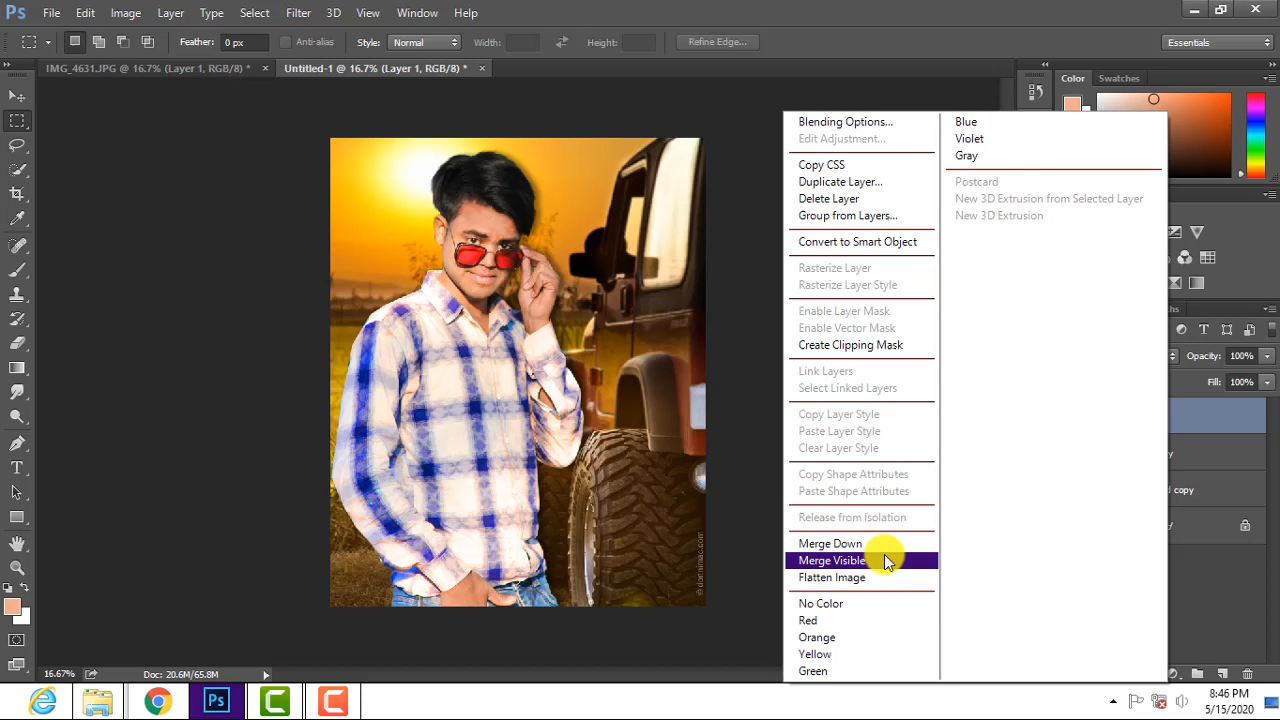 Ps File Edit Image Layer Type Select Filter 3D View Window Help
Feather: 0 px Anti-alias Style: Normal Width: Height: Refine Edge... Essentials
IMG_4631.JPG @ 16.7% (Layer 1, RGB/8) * × Untitled-1 @ 16.7% (Layer 1, RGB/8) * ×
Color Swatches
Blending Options...
Edit Adjustment...
Copy CSS
Duplicate Layer...
Delete Layer
Group from Layers...
Convert to Smart Object
Rasterize Layer
Rasterize Layer Style
Enable Layer Mask
Enable Vector Mask
Create Clipping Mask
Link Layers
Select Linked Layers
Copy Layer Style
Paste Layer Style
Clear Layer Style
Copy Shape Attributes
Paste Shape Attributes
Release from Isolation
Merge Down
Merge Visible
Flatten Image
No Color
Red
Orange
Yellow
Green
Blue
Violet
Gray
Postcard
New 3D Extrusion from Selected Layer
New 3D Extrusion
Opacity: 100%
Fill: 100%
d copy
16.67% Doc: 20.6M/65.8M
Ps
8:46 PM
5/15/2020